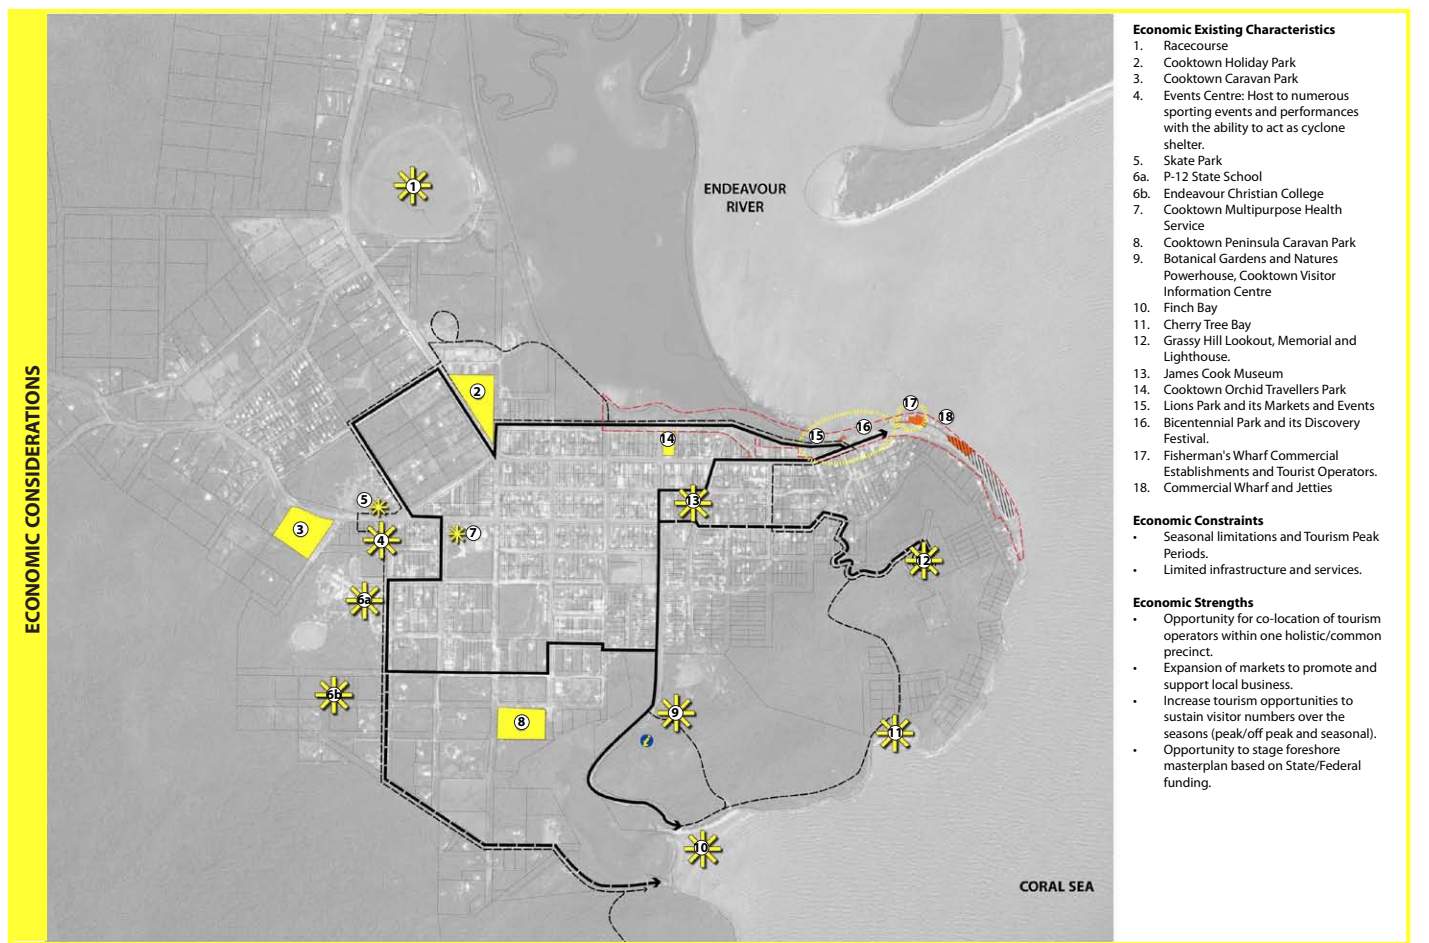 ECONOMIC CONSIDERATIONS
1
ENDEAVOUR
RIVER
2
17
18
16
15
14
13
5
3
4
7
12
6a
6b
9
8
11
10
CORAL SEA
Economic Existing Characteristics
1. Racecourse
2. Cooktown Holiday Park
3. Cooktown Caravan Park
4. Events Centre: Host to numerous
sporting events and performances
with the ability to act as cyclone
shelter.
5. Skate Park
6a. P-12 State School
6b. Endeavour Christian College
7. Cooktown Multipurpose Health
Service
8. Cooktown Peninsula Caravan Park
9. Botanical Gardens and Natures
Powerhouse, Cooktown Visitor
Information Centre
10. Finch Bay
11. Cherry Tree Bay
12. Grassy Hill Lookout, Memorial and
Lighthouse.
13. James Cook Museum
14. Cooktown Orchid Travellers Park
15. Lions Park and its Markets and Events
16. Bicentennial Park and its Discovery
Festival.
17. Fisherman's Wharf Commercial
Establishments and Tourist Operators.
18. Commercial Wharf and Jetties
Economic Constraints
• Seasonal limitations and Tourism Peak
Periods.
• Limited infrastructure and services.
Economic Strengths
• Opportunity for co-location of tourism
operators within one holistic/common
precinct.
• Expansion of markets to promote and
support local business.
• Increase tourism opportunities to
sustain visitor numbers over the
seasons (peak/off peak and seasonal).
• Opportunity to stage foreshore
masterplan based on State/Federal
funding.